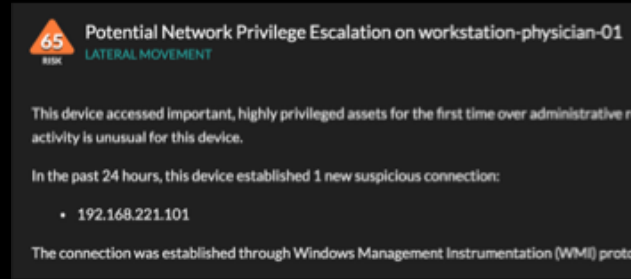 65
RISK
Potential Network Privilege Escalation on workstation-physician-01
LATERAL MOVEMENT
This device accessed important, highly privileged assets for the first time over administrative
activity is unusual for this device.
In the past 24 hours, this device established 1 new suspicious connection:
• 192.168.221.101
The connection was established through Windows Management Instrumentation (WMI)